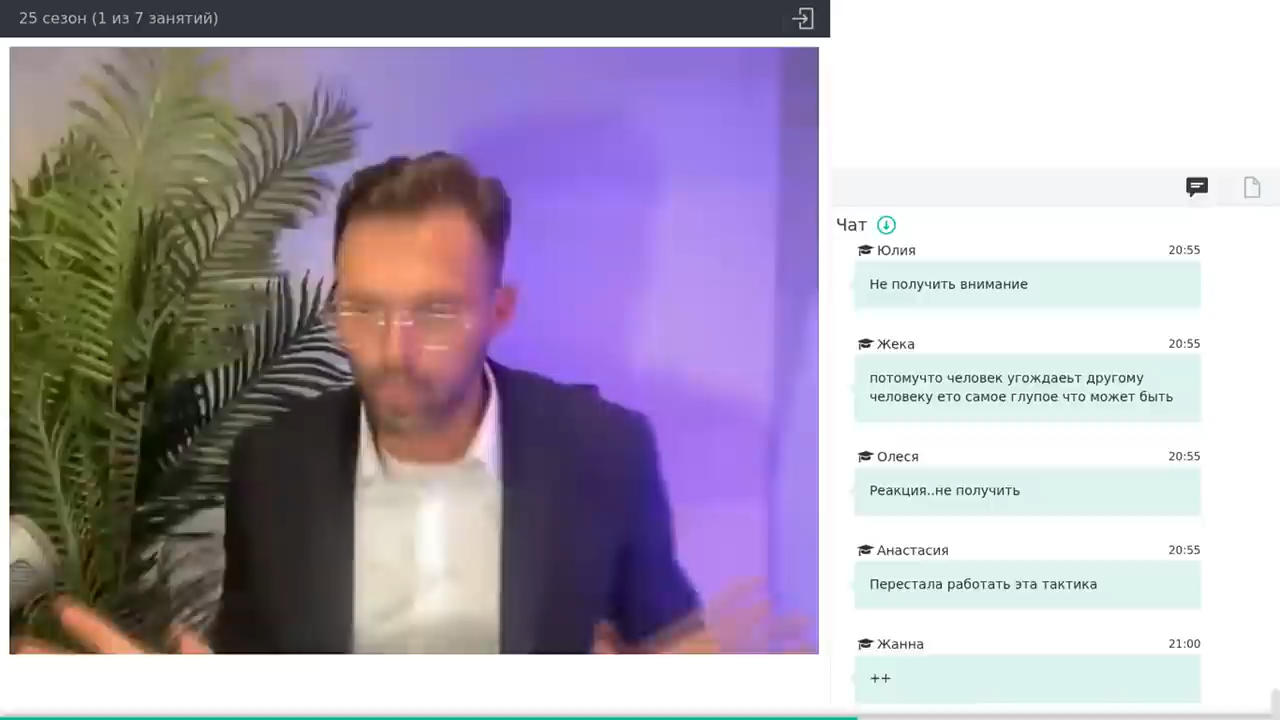 25 сезон (1 из 7 занятий)
Чат
Юлия 20:55
Не получить внимание
Жека 20:55
потомучто человек угождаеьт другому
человеку ето самое глупое что может быть
Олеся 20:55
Реакция..не получить
Анастасия 20:55
Перестала работать эта тактика
Жанна 21:00
++